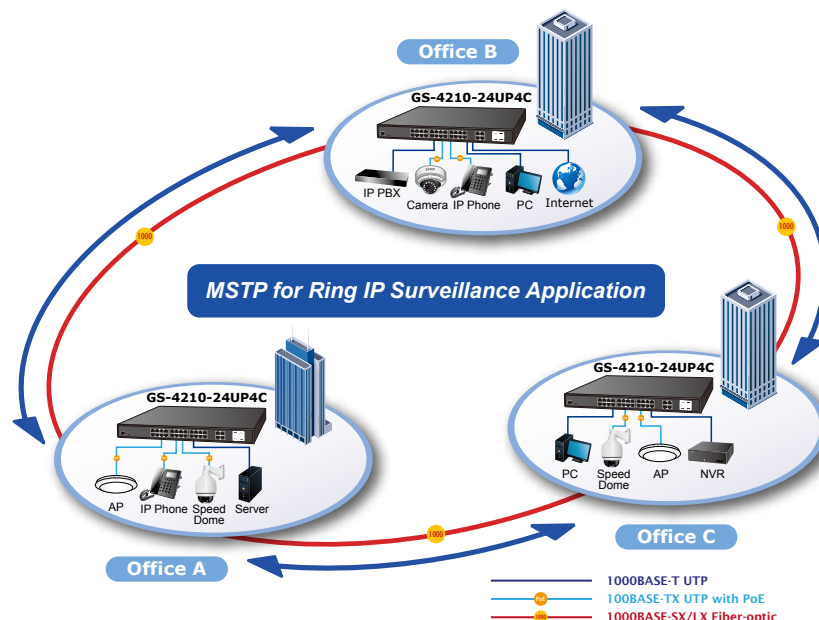 Office B
GS-4210-24UP4C
PoE PoE
IP PBX Camera IP Phone PC Internet
1000
1000
MSTP for Ring IP Surveillance Application
GS-4210-24UP4C
AP IP Phone Speed Dome Server
GS-4210-24UP4C
PC Speed Dome AP NVR
1000
Office A
Office C
1000BASE-T UTP
PoE
100BASE-TX UTP with PoE
1000
1000BASE-SX/LX Fiber-optic